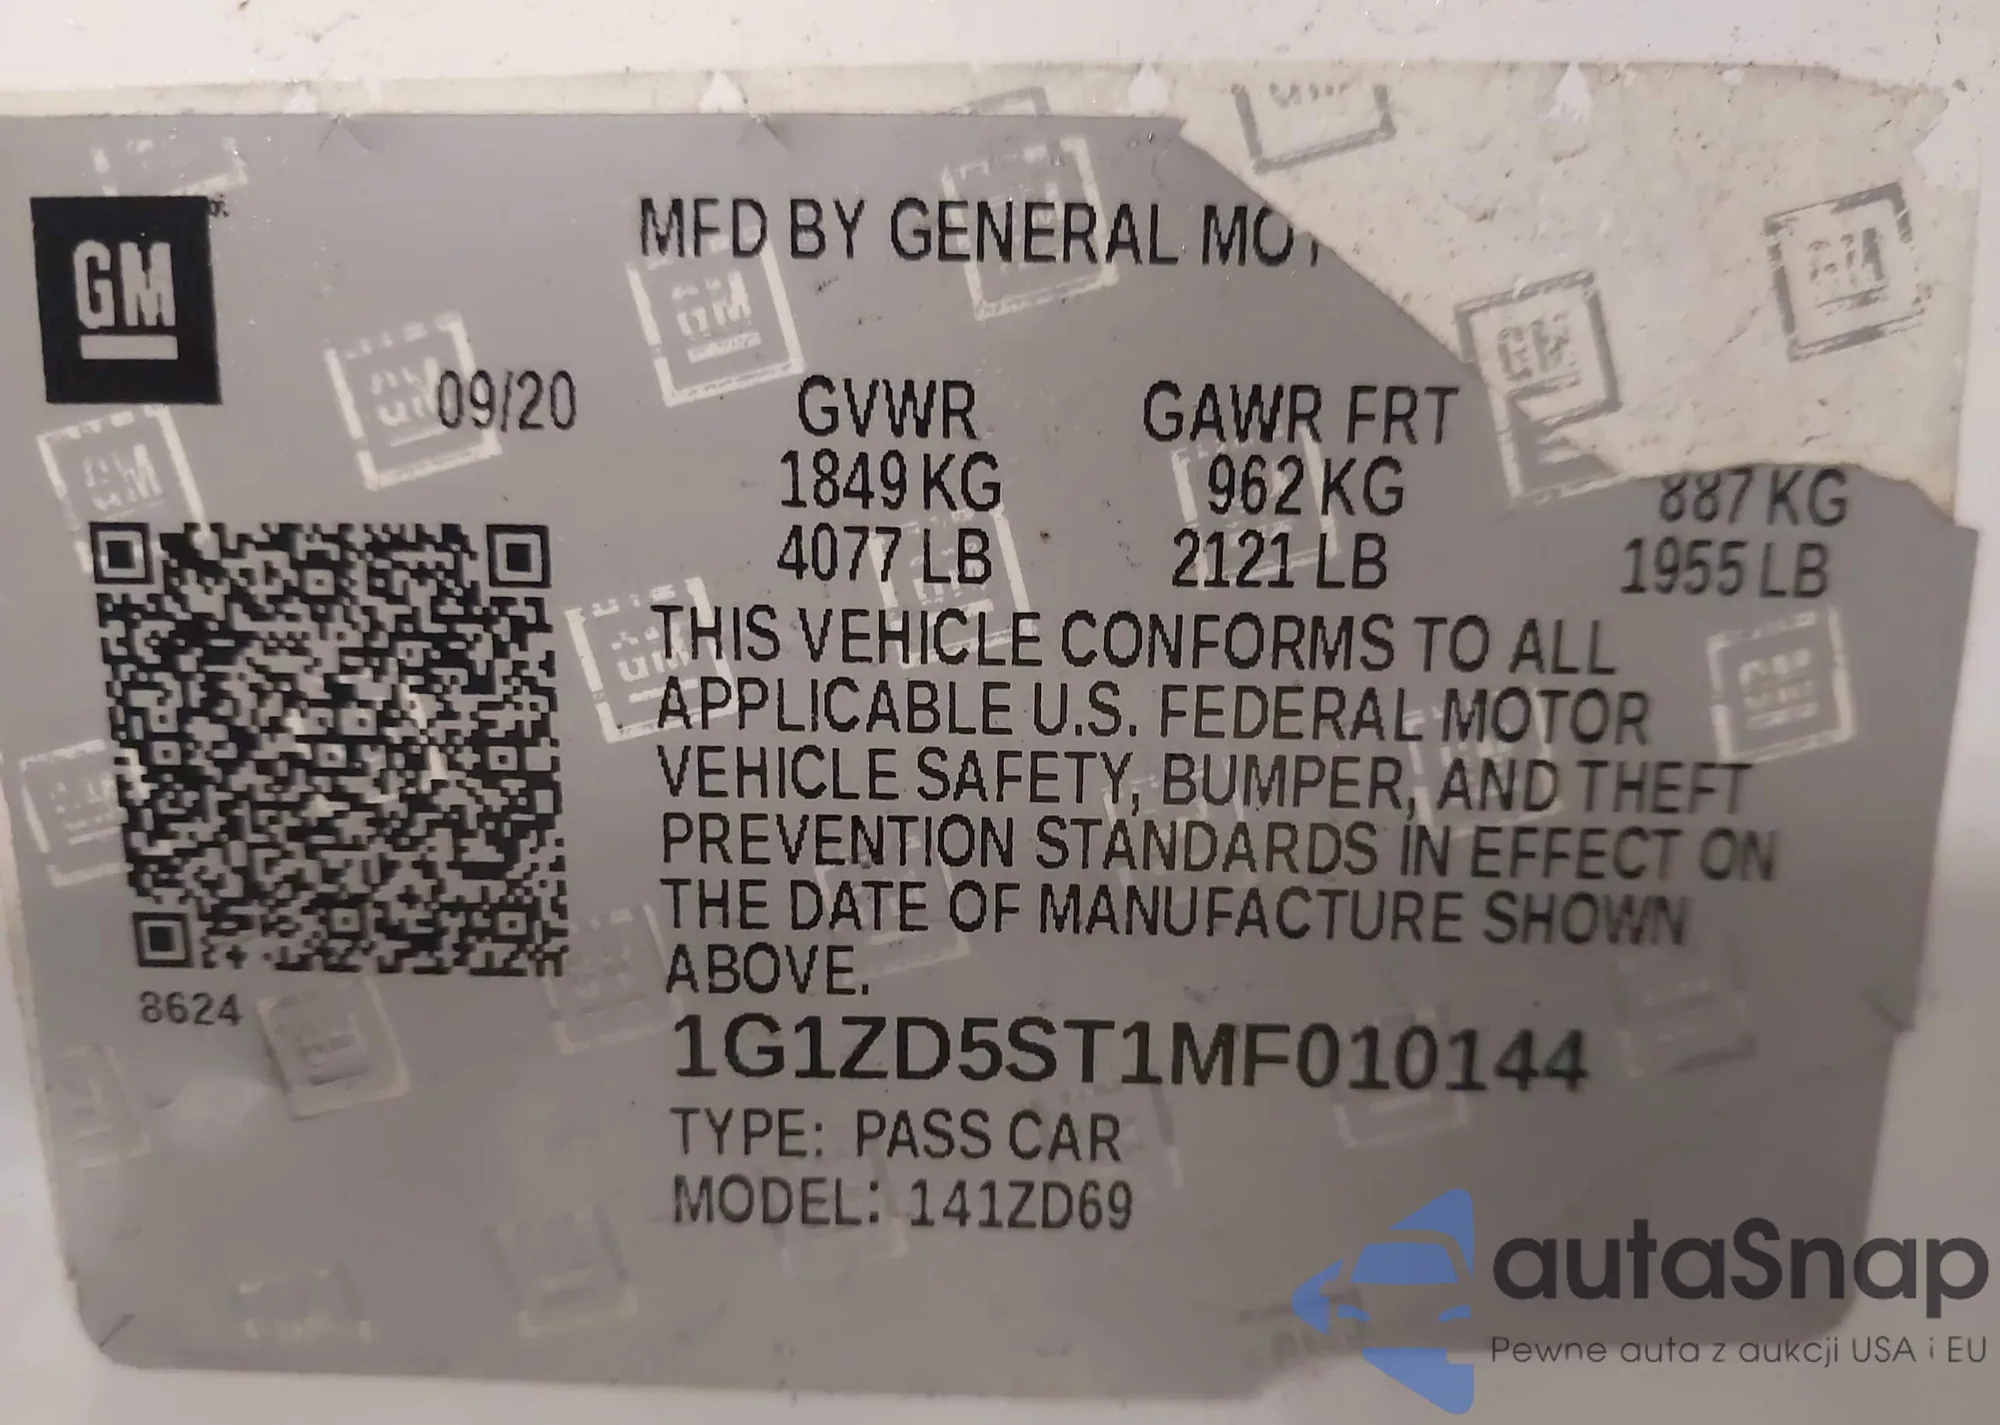 MFD BY GENERAL
GM
09/20
GVWR GAWR FRT
1849 KG 962 KG 887 KG
4077 LB 2121 LB 1955 LB
THIS VEHICLE CONFORMS TO ALL
APPLICABLE U.S. FEDERAL MOTOR
VEHICLE SAFETY, BUMPER, AND THEFT
PREVENTION STANDARDS IN EFFECT ON
THE DATE OF MANUFACTURE SHOWN
ABOVE.
8624
1G1ZD5ST1MF010144
TYPE: PASS CAR
MODEL: 141ZD69
autaSnap
Pewne auta z aukcji USA i EU